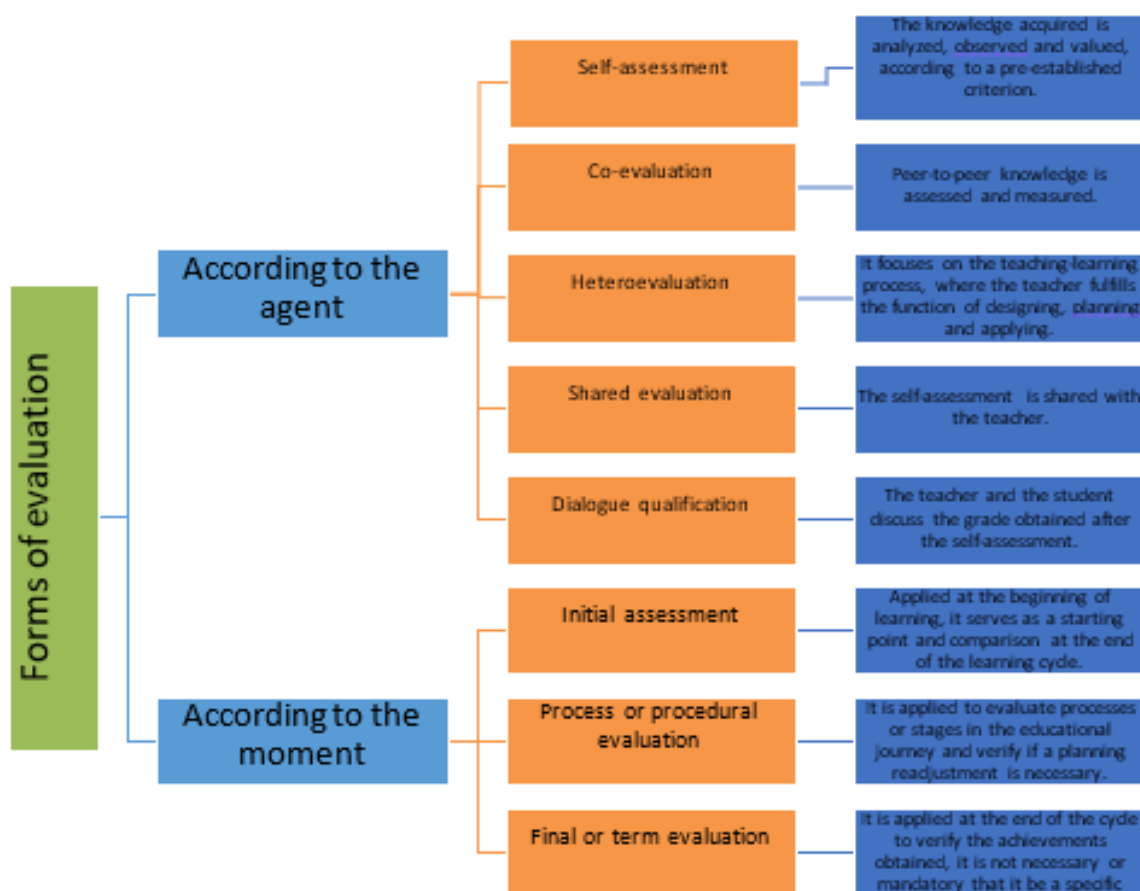 Forms of evaluation
According to the
agent
Self-assessment
The knowledge acquired is
analyzed, observed and valued,
according to a pre-established
criterion.
Co-evaluation
Peer-to-peer knowledge is
assessed and measured.
Heteroevaluation
It focuses on the teaching-learning
process, where the teacher fulfills
the function of designing, planning
and applying.
Shared evaluation
The self-assessment is shared with
the teacher.
Dialogue qualification
The teacher and the student
discuss the grade obtained after
the self-assessment.
According to the
moment
Initial assessment
Applied at the beginning of
learning, it serves as a starting
point and comparison at the end
of the learning cycle.
Process or procedural
evaluation
It is applied to evaluate processes
or stages in the educational
journey and verify if a planning
readjustment is necessary.
Final or term evaluation
It is applied at the end of the cycle
to verify the achievements
obtained, it is not necessary or
mandatory that it be a specific